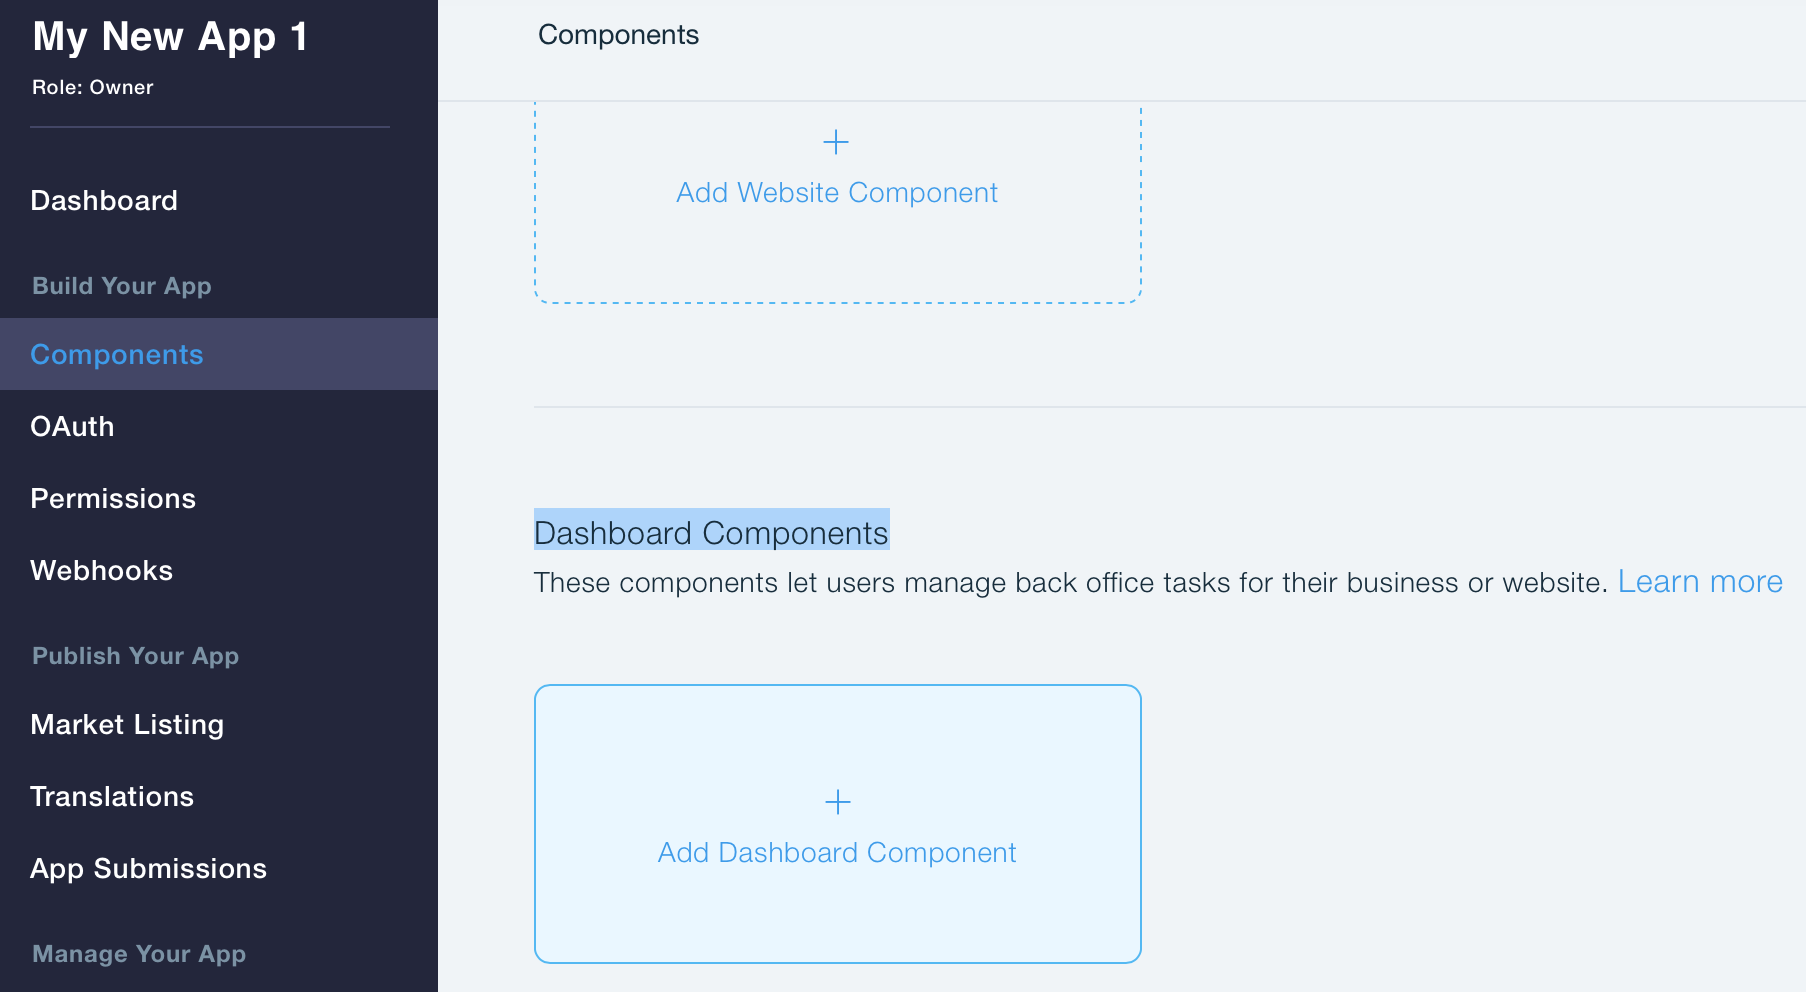 My New App 1
Role: Owner
Dashboard
Build Your App
Components
OAuth
Permissions
Webhooks
Publish Your App
Market Listing
Translations
App Submissions
Manage Your App
Components
+
Add Website Component
Dashboard Components
These components let users manage back office tasks for their business or website. Learn more
+
Add Dashboard Component